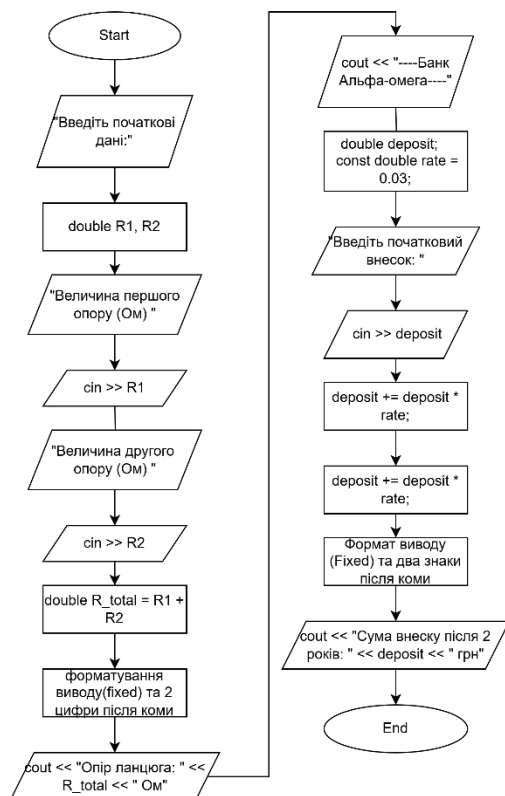 Start
"Введіть початкові
дані:"
double R1, R2
"Величина першого
опору (Ом) "
cin >> R1
"Величина другого
опору (Ом) "
cin >> R2
double R_total = R1 +
R2
форматування
виводу(fixed) та 2
цифри після коми
cout << "Опір ланцюга: " <<
R_total << " Ом"
cout << "----Банк
Альфа-омега----"
double deposit;
const double rate =
0.03;
"Введіть початковий
внесок: "
cin >> deposit
deposit += deposit *
rate;
deposit += deposit *
rate;
Формат виводу
(Fixed) та два знаки
після коми
cout << "Сума внеску після 2
років: " << deposit << " грн"
End